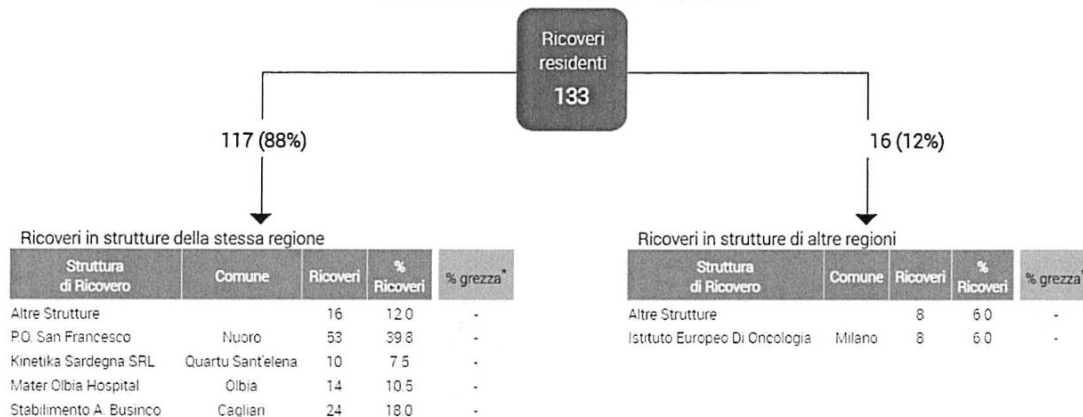 Ricoveri
residenti
133
117 (88%)
16 (12%)
Ricoveri in strutture della stessa regione
Struttura di Ricovero Comune Ricoveri % Ricoveri % grezza*
Altre Strutture 16 12.0 -
P.O. San Francesco Nuoro 53 39.8 -
Kinetika Sardegna SRL Quartu Sant'elena 10 7.5 -
Mater Olbia Hospital Olbia 14 10.5 -
Stabilimento A. Businco Cagliari 24 18.0 -
Ricoveri in strutture di altre regioni
Struttura di Ricovero Comune Ricoveri % Ricoveri % grezza*
Altre Strutture 8 6.0 -
Istituto Europeo Di Oncologia Milano 8 6.0 -